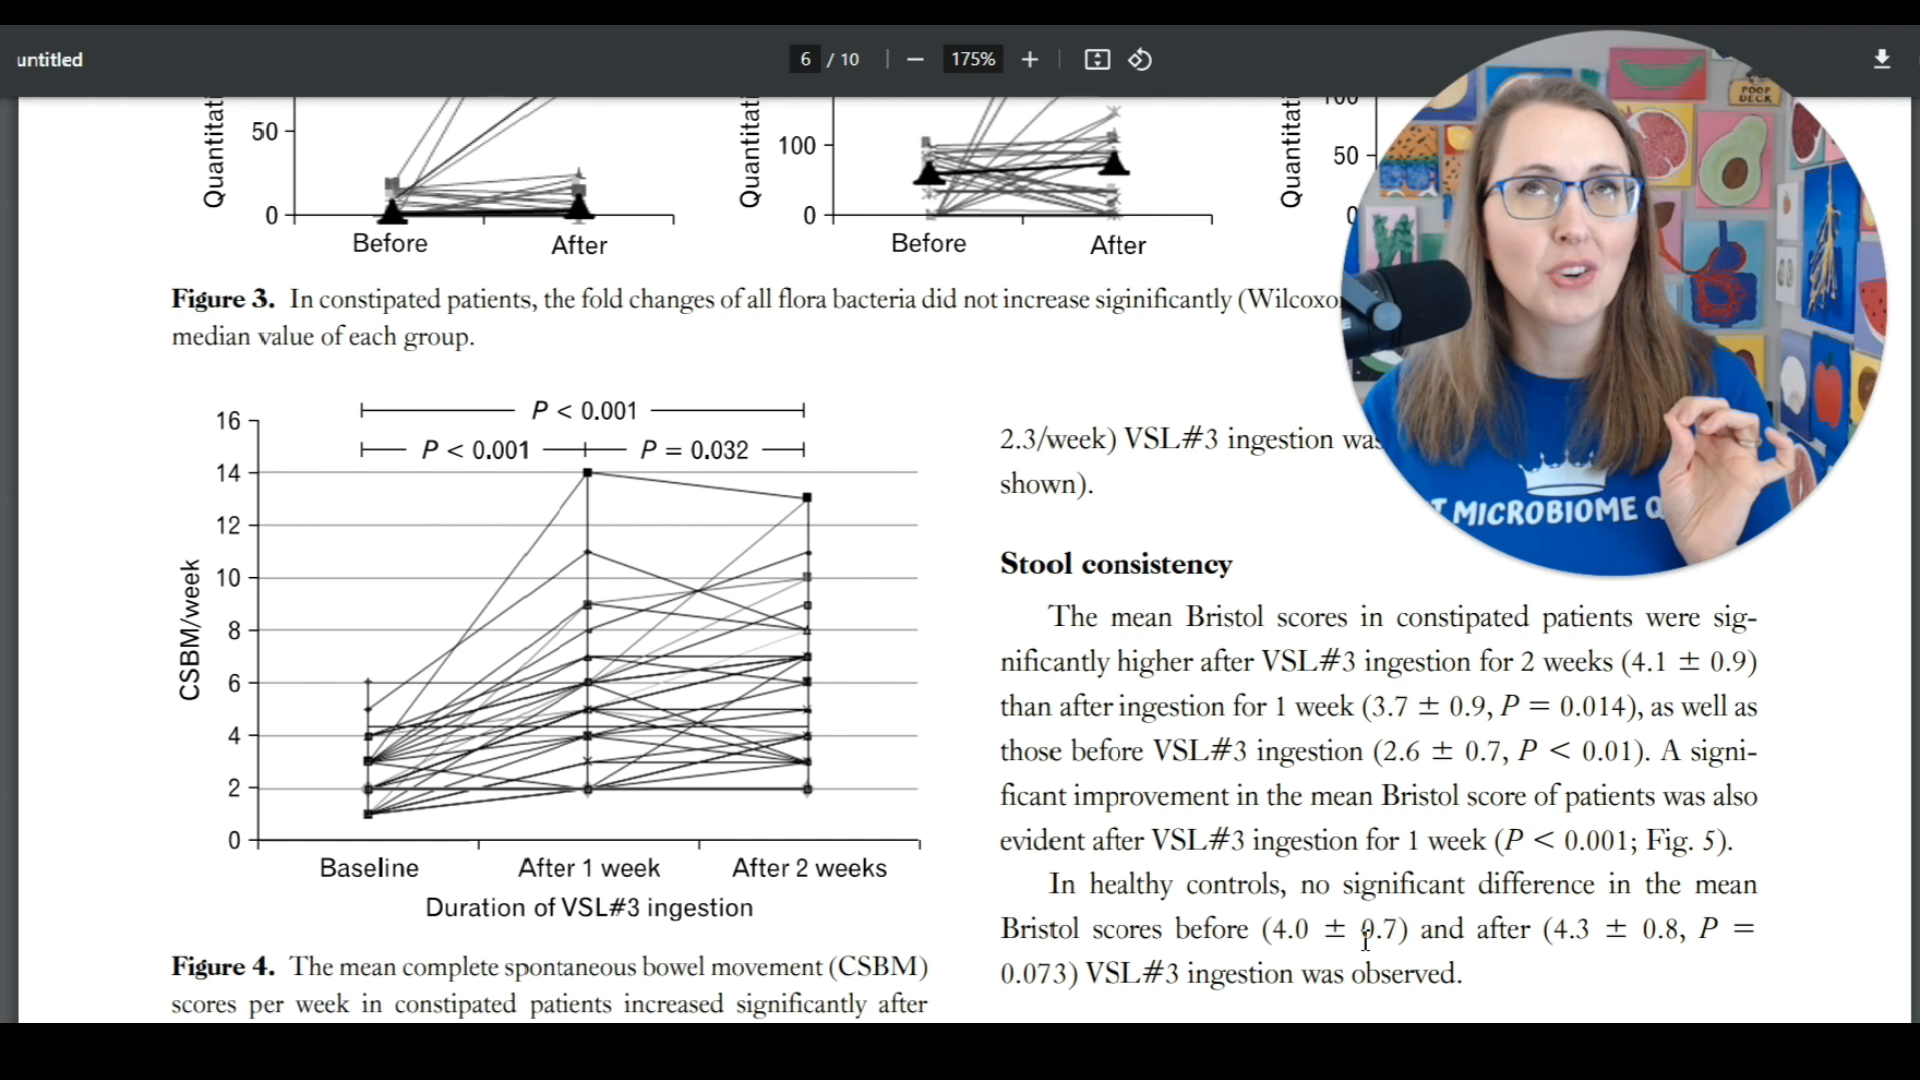 untitled
6 / 10
175%
POOP
DECK
Quantitat
50
0
Before
After
Quantitat
100
0
Before
After
Quantitat
100
50
0
Figure 3. In constipated patients, the fold changes of all flora bacteria did not increase siginificantly (Wilcoxo
median value of each group.
P < 0.001
P < 0.001
P = 0.032
16
14
12
10
8
6
4
2
0
CSBM/week
Baseline
After 1 week
After 2 weeks
Duration of VSL#3 ingestion
Figure 4. The mean complete spontaneous bowel movement (CSBM)
scores per week in constipated patients increased significantly after
2.3/week) VSL#3 ingestion was
shown).
Stool consistency
The mean Bristol scores in constipated patients were sig-
nificantly higher after VSL#3 ingestion for 2 weeks (4.1 ± 0.9)
than after ingestion for 1 week (3.7 ± 0.9, P = 0.014), as well as
those before VSL#3 ingestion (2.6 ± 0.7, P < 0.01). A signi-
ficant improvement in the mean Bristol score of patients was also
evident after VSL#3 ingestion for 1 week (P < 0.001; Fig. 5).
In healthy controls, no significant difference in the mean
Bristol scores before (4.0 ± 0.7) and after (4.3 ± 0.8, P =
0.073) VSL#3 ingestion was observed.
T MICROBIOME Q